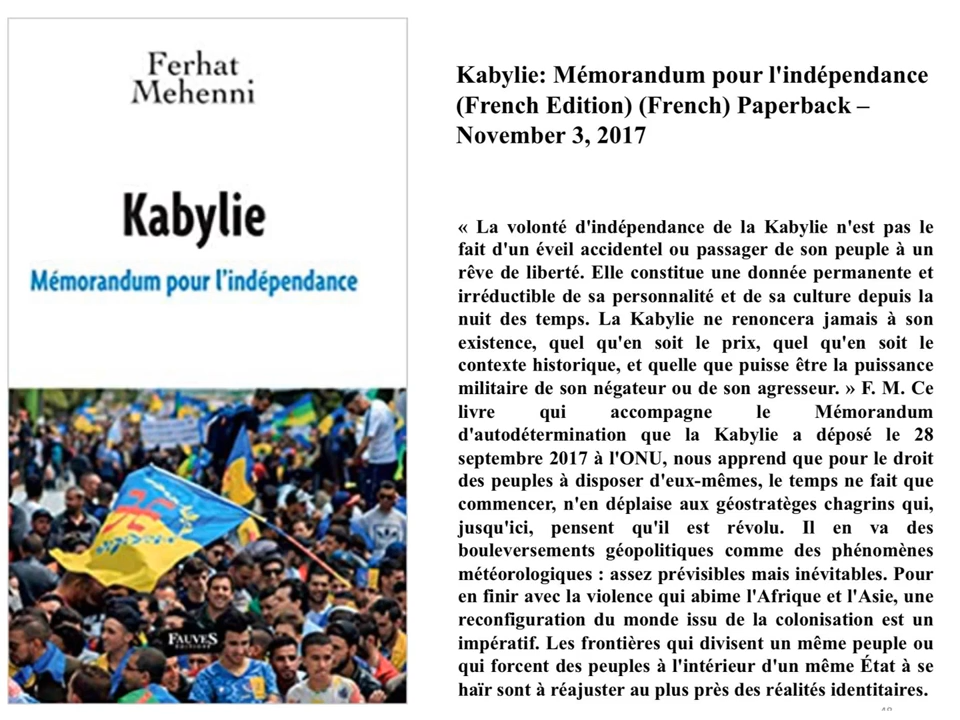 Ferhat
Mehenni
Kabylie
Mémorandum pour l'indépendance
FAUVES
EDITIONS
Kabylie: Mémorandum pour l'indépendance
(French Edition) (French) Paperback –
November 3, 2017
« La volonté d'indépendance de la Kabylie n'est pas le
fait d'un éveil accidentel ou passager de son peuple à un
rêve de liberté. Elle constitue une donnée permanente et
irréductible de sa personnalité et de sa culture depuis la
nuit des temps. La Kabylie ne renoncera jamais à son
existence, quel qu'en soit le prix, quel qu'en soit le
contexte historique, et quelle que puisse être la puissance
militaire de son négateur ou de son agresseur. » F. M. Ce
livre qui accompagne le Mémorandum
d'autodétermination que la Kabylie a déposé le 28
septembre 2017 à l'ONU, nous apprend que pour le droit
des peuples à disposer d'eux-mêmes, le temps ne fait que
commencer, n'en déplaise aux géostratèges chagrins qui,
jusqu'ici, pensent qu'il est révolu. Il en va des
bouleversements géopolitiques comme des phénomènes
météorologiques : assez prévisibles mais inévitables. Pour
en finir avec la violence qui abime l'Afrique et l'Asie, une
reconfiguration du monde issu de la colonisation est un
impératif. Les frontières qui divisent un même peuple ou
qui forcent des peuples à l'intérieur d'un même État à se
haïr sont à réajuster au plus près des réalités identitaires.